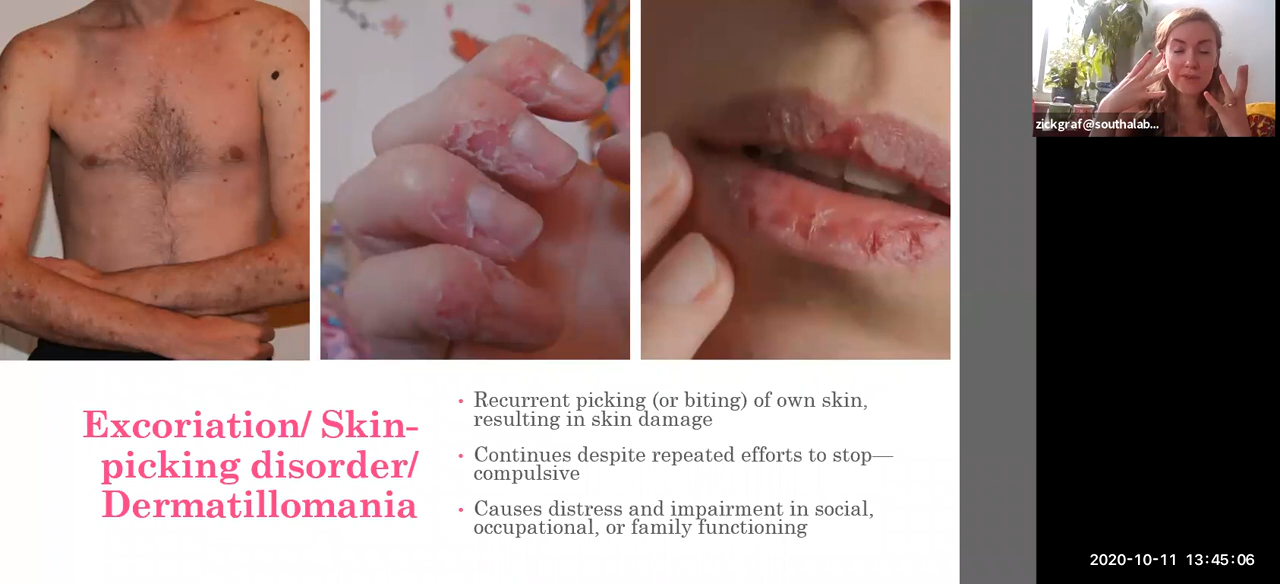 zickgraf@southalab...
Excoriation/ Skin-
picking disorder/
Dermatillomania
• Recurrent picking (or biting) of own skin,
resulting in skin damage
• Continues despite repeated efforts to stop—
compulsive
• Causes distress and impairment in social,
occupational, or family functioning
2020-10-11 13:45:06